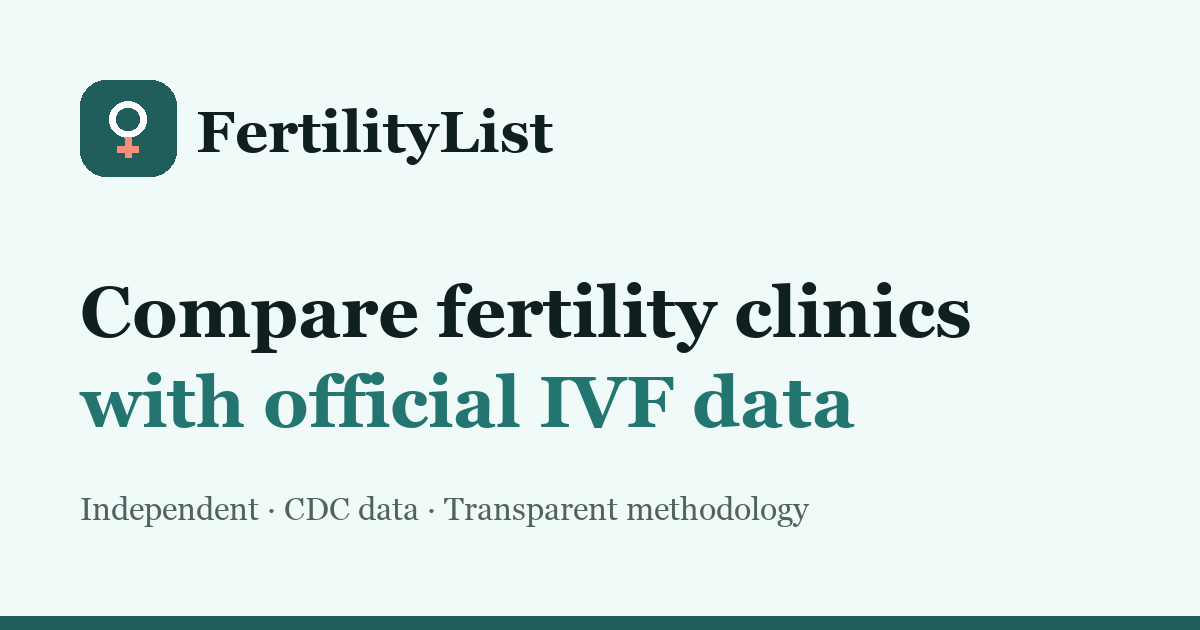 FertilityList
Compare fertility clinics
with official IVF data
Independent · CDC data · Transparent methodology